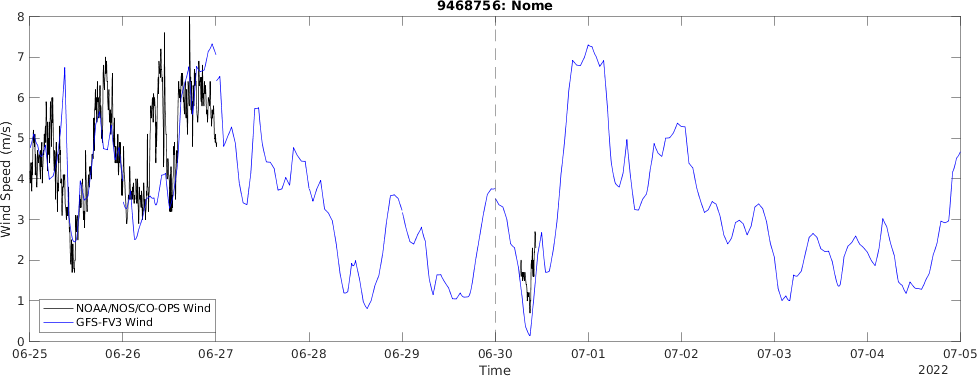 9468756: Nome
8
7
6
5
4
3
2
1
0
Wind Speed (m/s)
NOAA/NOS/CO-OPS Wind
GFS-FV3 Wind
06-25 06-26 06-27 06-28 06-29 06-30 07-01 07-02 07-03 07-04 07-05
Time
2022